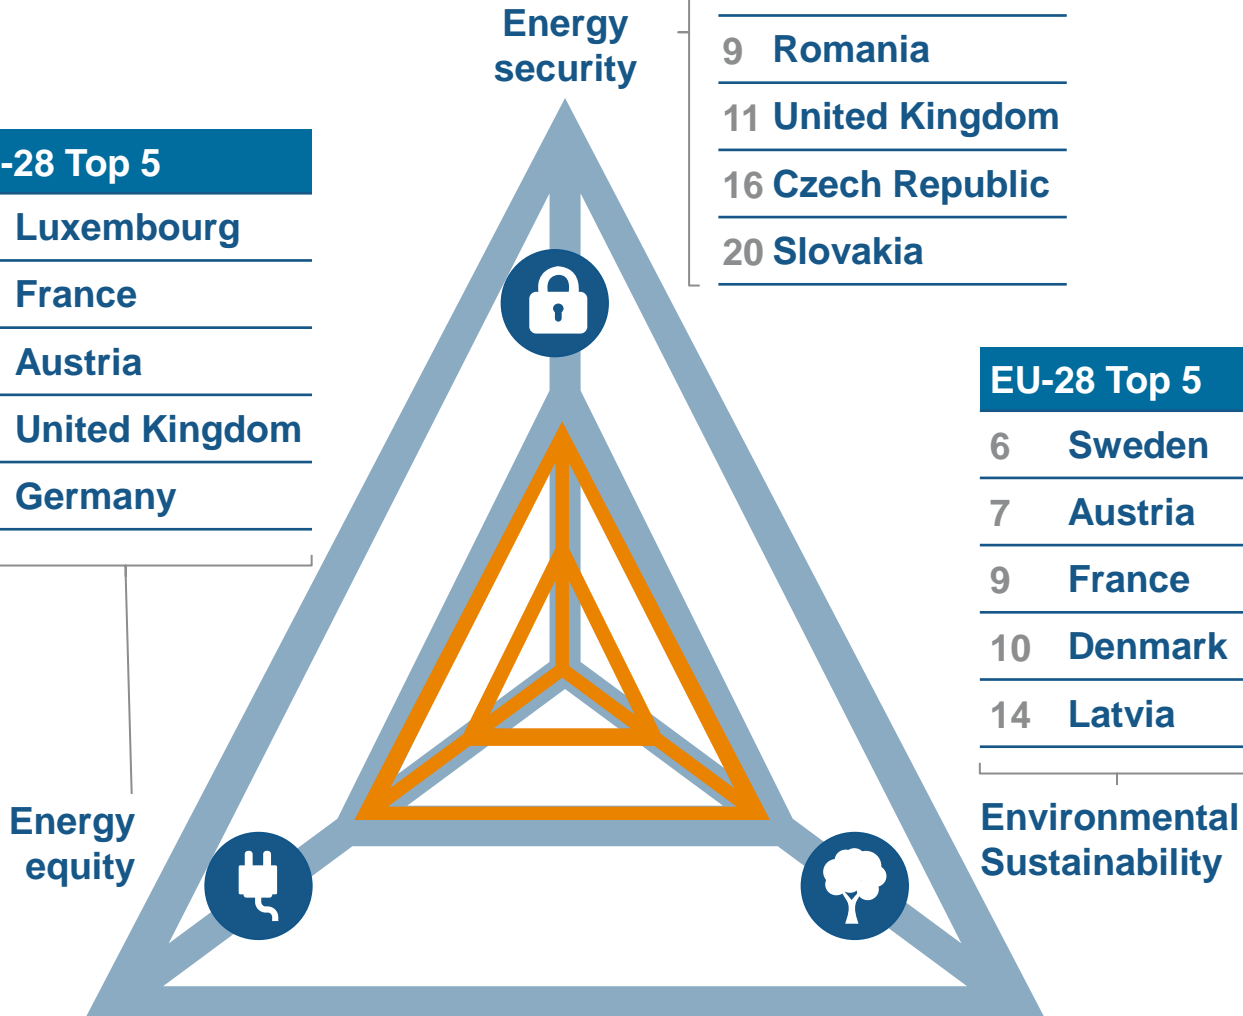 Energy
security
9 Romania
11 United Kingdom
16 Czech Republic
20 Slovakia
-28 Top 5
Luxembourg
France
Austria
United Kingdom
Germany
EU-28 Top 5
6 Sweden
7 Austria
9 France
10 Denmark
14 Latvia
Energy
equity
Environmental
Sustainability